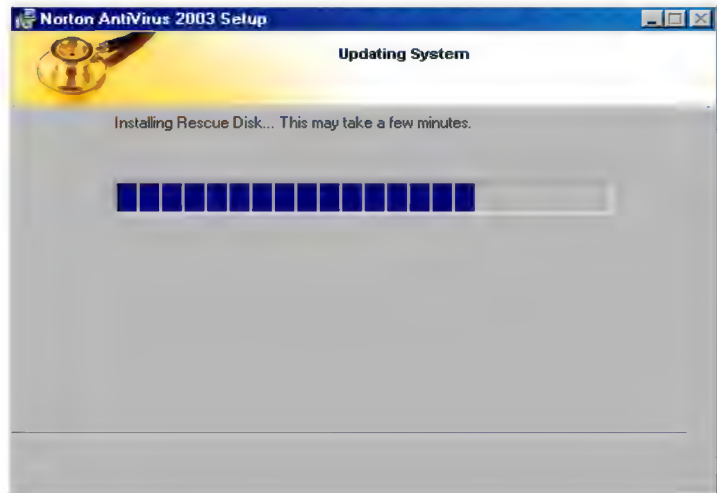 Norton AntiVirus 2003 Setup
Updating System
Installing Rescue Disk... This may take a few minutes.